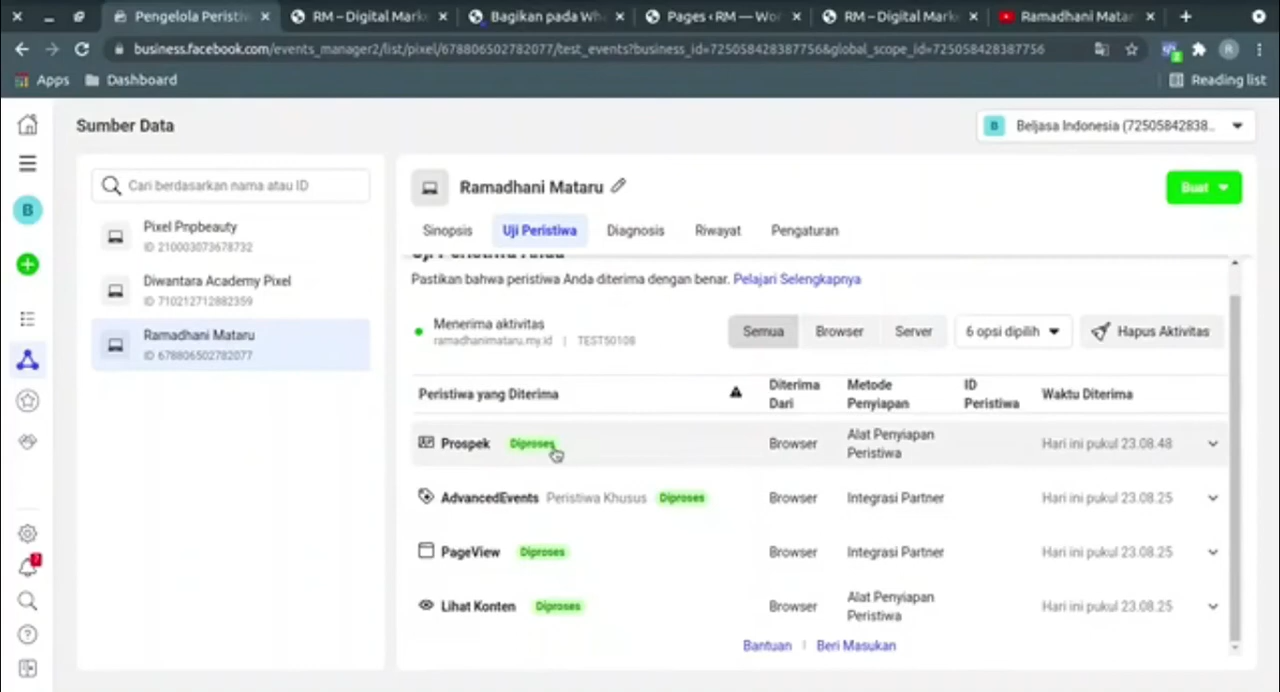 Pengelola Peristi
RM – Digital Mark
Bagikan pada Wh
Pages ‹ RM — Wor
RM – Digital Mark
Ramadhani Matar
business.facebook.com/events_manager2/list/pixel/678806502782077/test_events?business_id=725058428387756&global_scope_id=725058428387756
R
Apps
Dashboard
Reading list
Sumber Data
B
Beljasa Indonesia (72505842838...
B
Cari berdasarkan nama atau ID
Pixel Pnpbeauty
ID 210003073678732
Diwantara Academy Pixel
ID 710212712882359
Ramadhani Mataru
ID 678806502782077
Ramadhani Mataru
Buat
Sinopsis
Uji Peristiwa
Diagnosis
Riwayat
Pengaturan
Uji Peristiwa Anda
Pastikan bahwa peristiwa Anda diterima dengan benar. Pelajari Selengkapnya
Menerima aktivitas
ramadhanimataru.my.id | TEST50108
Semua
Browser
Server
6 opsi dipilih
Hapus Aktivitas
Peristiwa yang Diterima
Diterima Dari
Metode Penyiapan
ID Peristiwa
Waktu Diterima
Prospek Diproses Browser Alat Penyiapan Peristiwa Hari ini pukul 23.08.48
AdvancedEvents Peristiwa Khusus Diproses Browser Integrasi Partner Hari ini pukul 23.08.25
PageView Diproses Browser Integrasi Partner Hari ini pukul 23.08.25
Lihat Konten Diproses Browser Alat Penyiapan Peristiwa Hari ini pukul 23.08.25
Bantuan | Beri Masukan